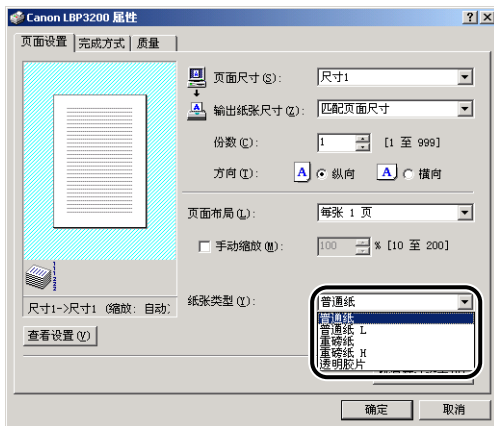 Canon LBP3200 属性
页面设置 完成方式 质量
页面尺寸(S): 尺寸1
输出纸张尺寸(Z): 匹配页面尺寸
份数(C): 1 [1 至 999]
方向(T): A 纵向 A 横向
页面布局(L): 每张 1 页
手动缩放(M): 100 % [10 至 200]
尺寸1->尺寸1 (缩放: 自动:
纸张类型(Y): 普通纸
普通纸
普通纸 L
重磅纸
重磅纸 H
透明胶片
查看设置(V)
确定 取消